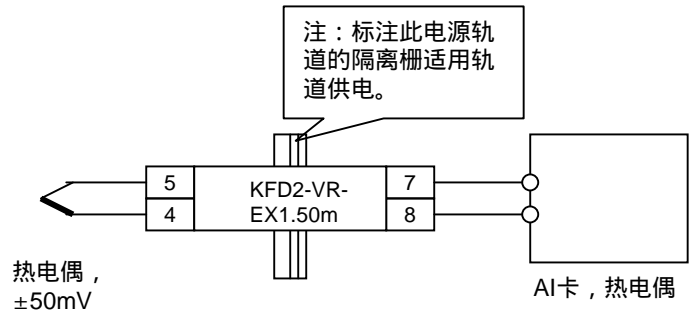 注：标注此电源轨
道的隔离栅适用轨
道供电。
5
KFD2-VR-
7
4
EX1.50m
8
热电偶，
±50mV
AI卡，热电偶